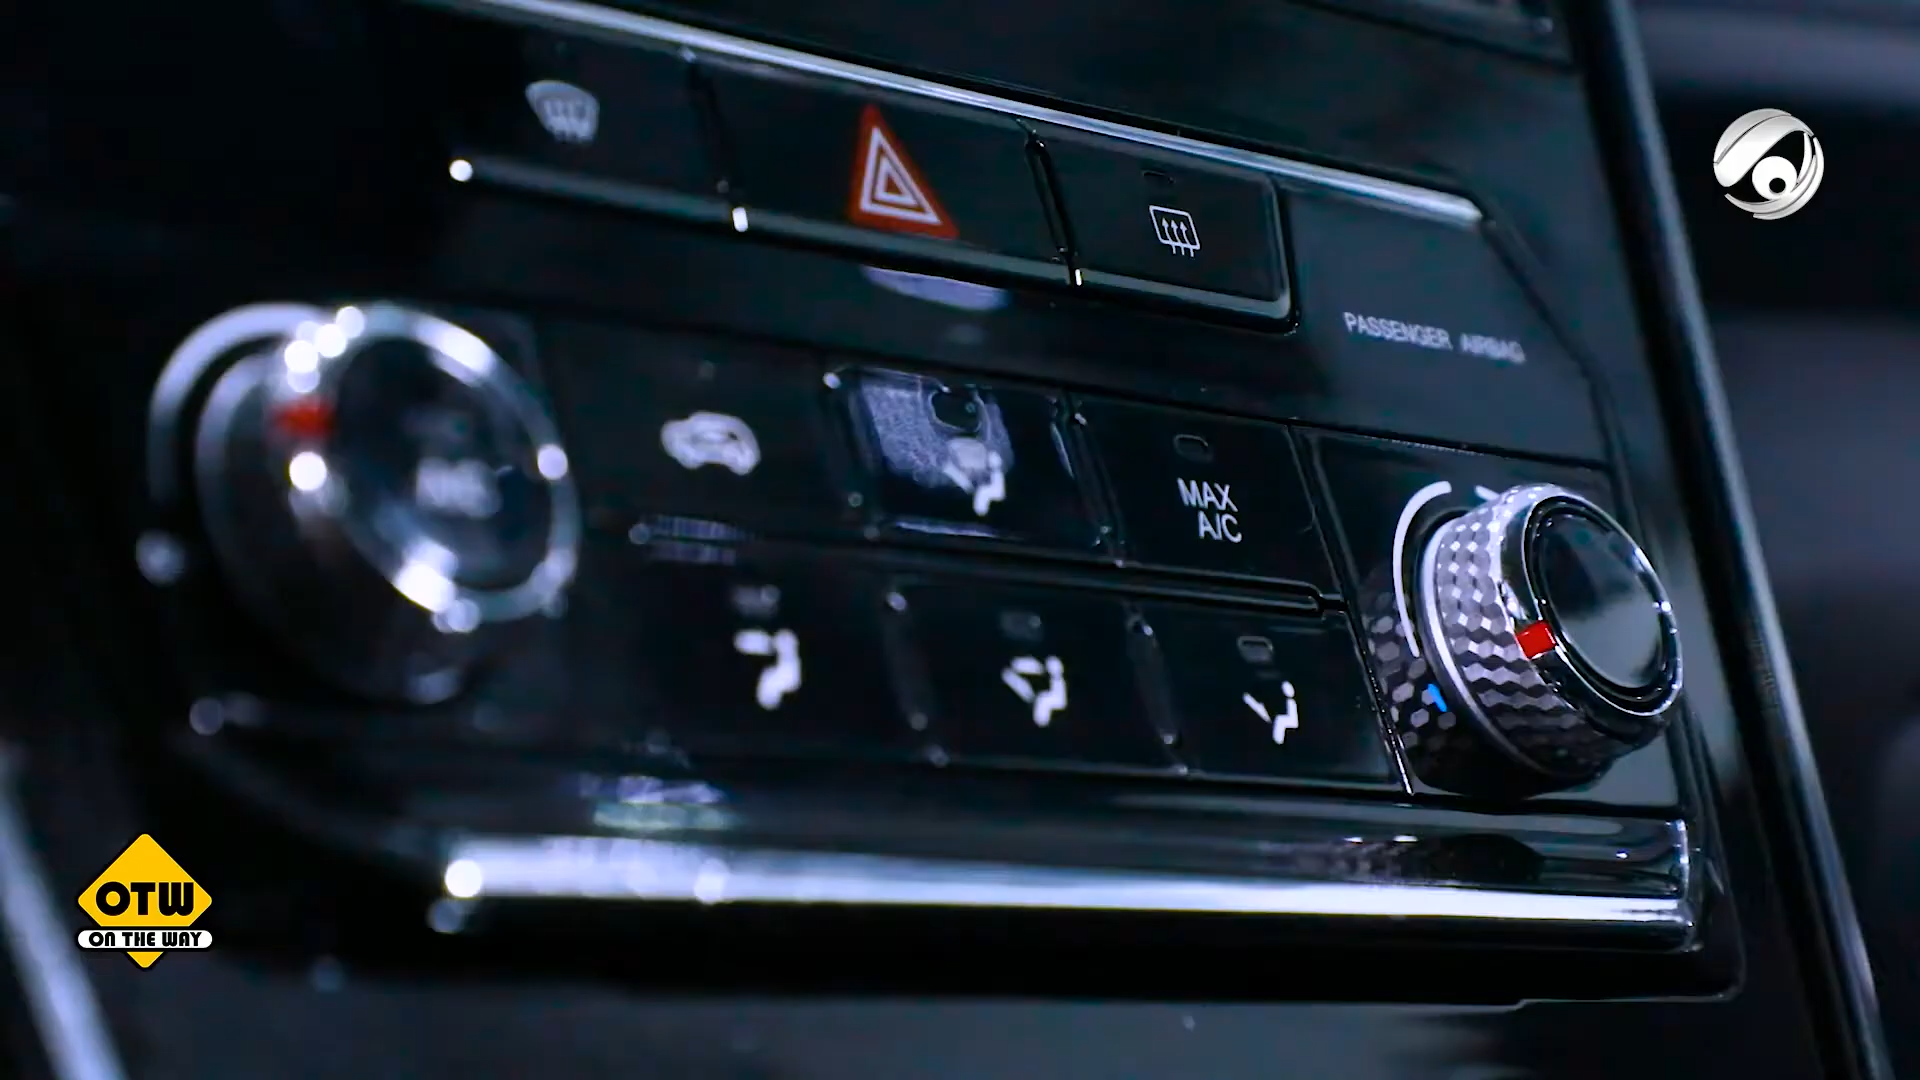 PASSENGER AIRBAG
MAX
A/C
OTW
ON THE WAY